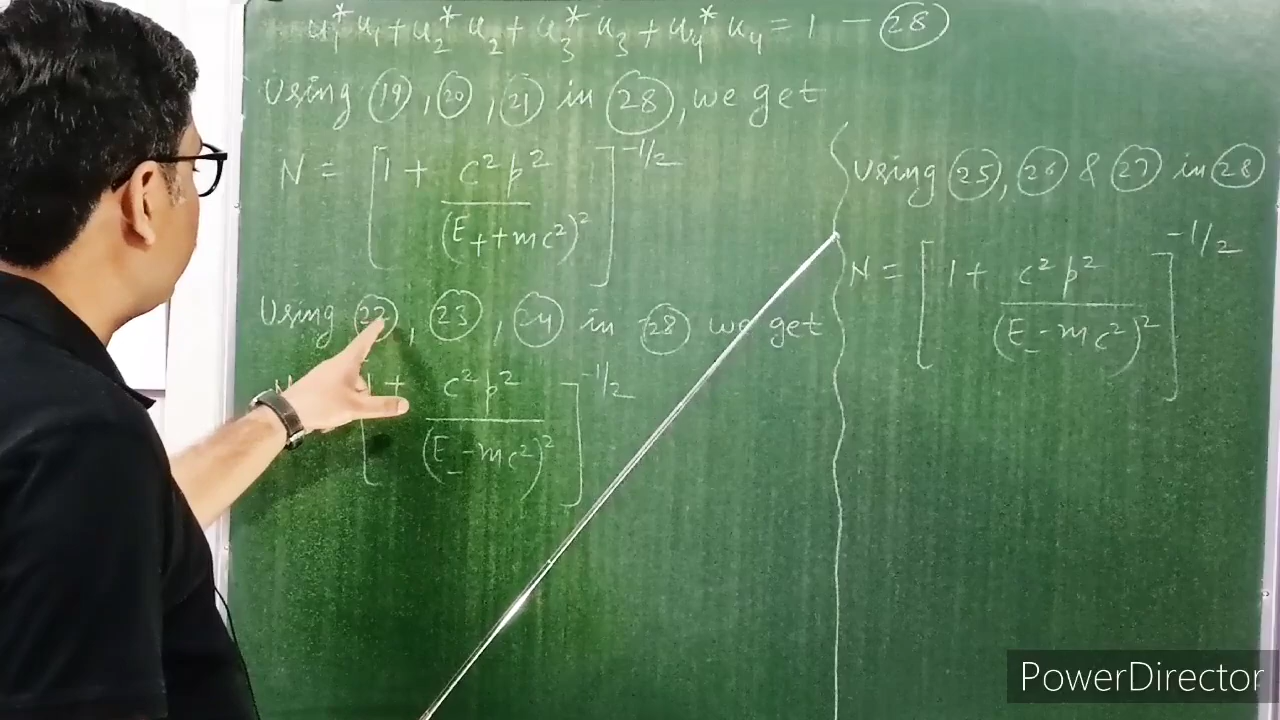 u₁* u₁ + u₂* u₂ + u₃* u₃ + u₄* u₄ = 1 — (28)
Using (19), (20), (21) in (28), we get
N = [1 + c²p² / (E₊ + mc²)²]^(-1/2)
Using (22), (23), (24) in (28) we get
N [1 + c²p² / (E₋ - mc²)²]^(-1/2)
Using (25), (26) & (27) in (28)
N = [1 + c²p² / (E₋ - mc²)²]^(-1/2)
PowerDirector